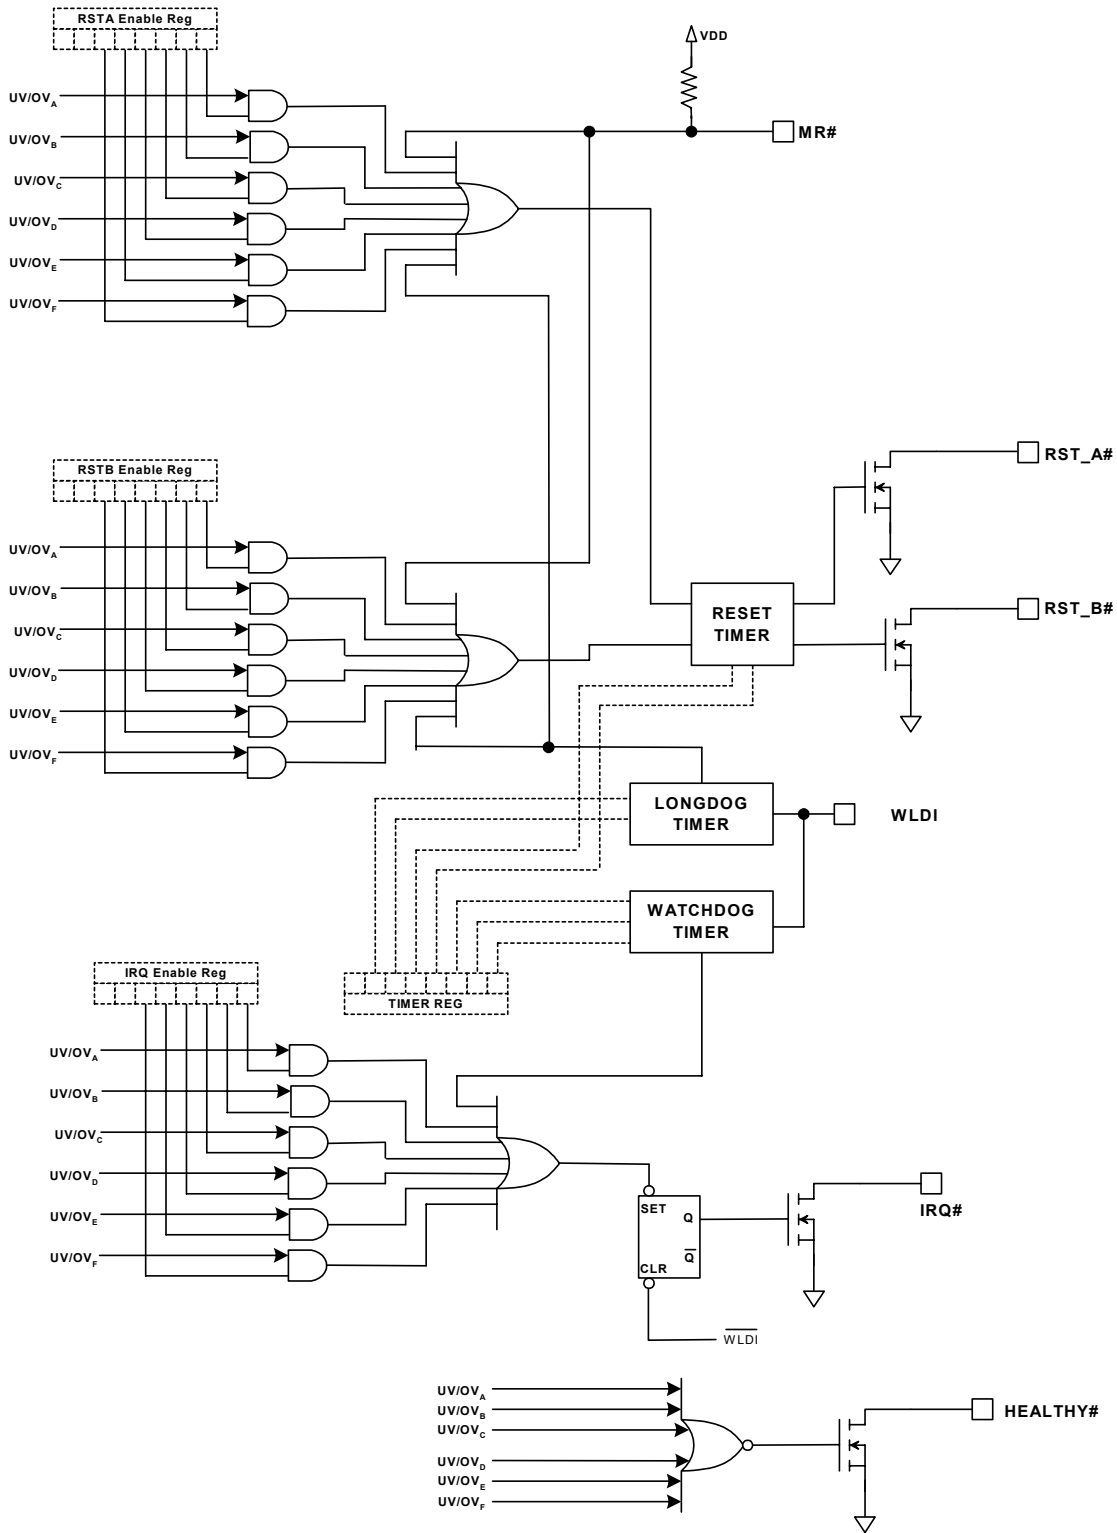 RSTA Enable Reg
VDD
UV/OVA
MR#
UV/OVB
UV/OVC
UV/OVD
UV/OVE
UV/OVF
RST_A#
RSTB Enable Reg
UV/OVA
UV/OVB
RST_B#
RESET
TIMER
UV/OVC
UV/OVD
UV/OVE
UV/OVF
LONGDOG
TIMER
WLDI
WATCHDOG
TIMER
IRQ Enable Reg
TIMER REG
UV/OVA
UV/OVB
UV/OVC
UV/OVD
UV/OVE
UV/OVF
SET
Q
Q
CLR
IRQ#
WLDI
UV/OVA
UV/OVB
UV/OVC
UV/OVD
UV/OVE
UV/OVF
HEALTHY#